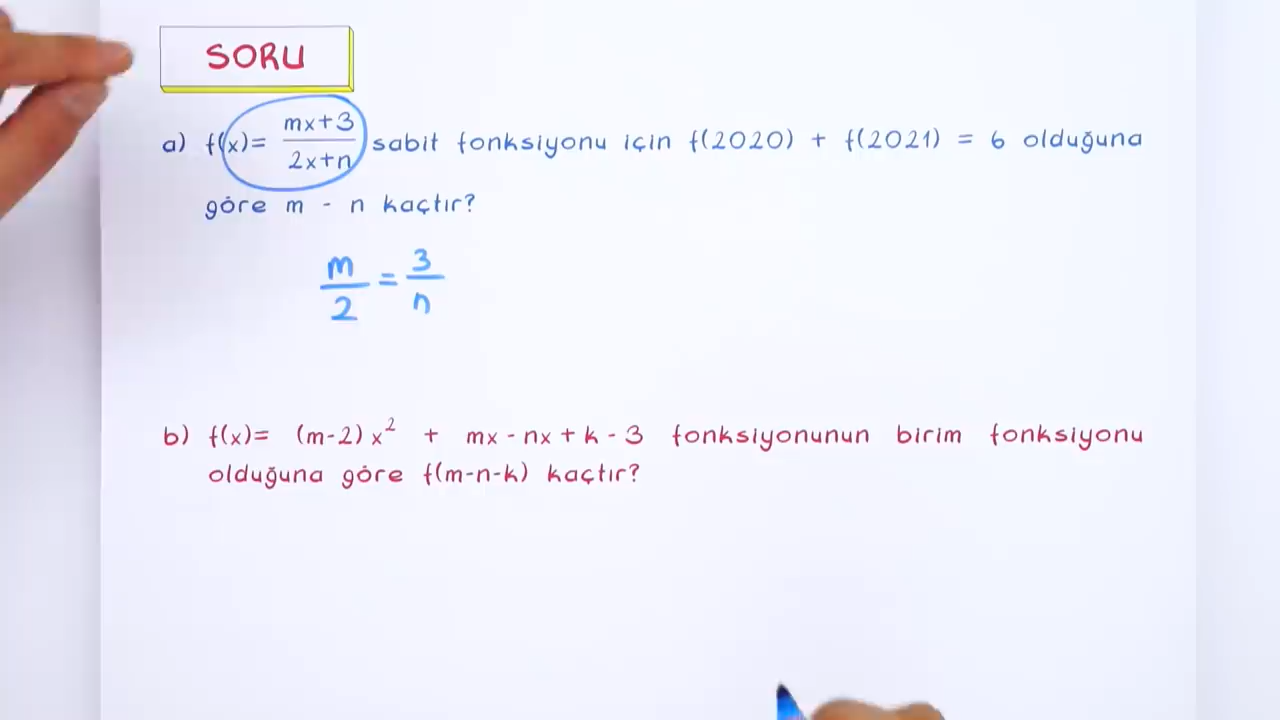 SORU
a) f(x)= mx+3 / 2x+n sabit fonksiyonu için f(2020) + f(2021) = 6 olduğuna
göre m - n kaçtır?
m/2 = 3/n
b) f(x)= (m-2)x² + mx - nx + k - 3 fonksiyonunun birim fonksiyonu
olduğuna göre f(m-n-k) kaçtır?